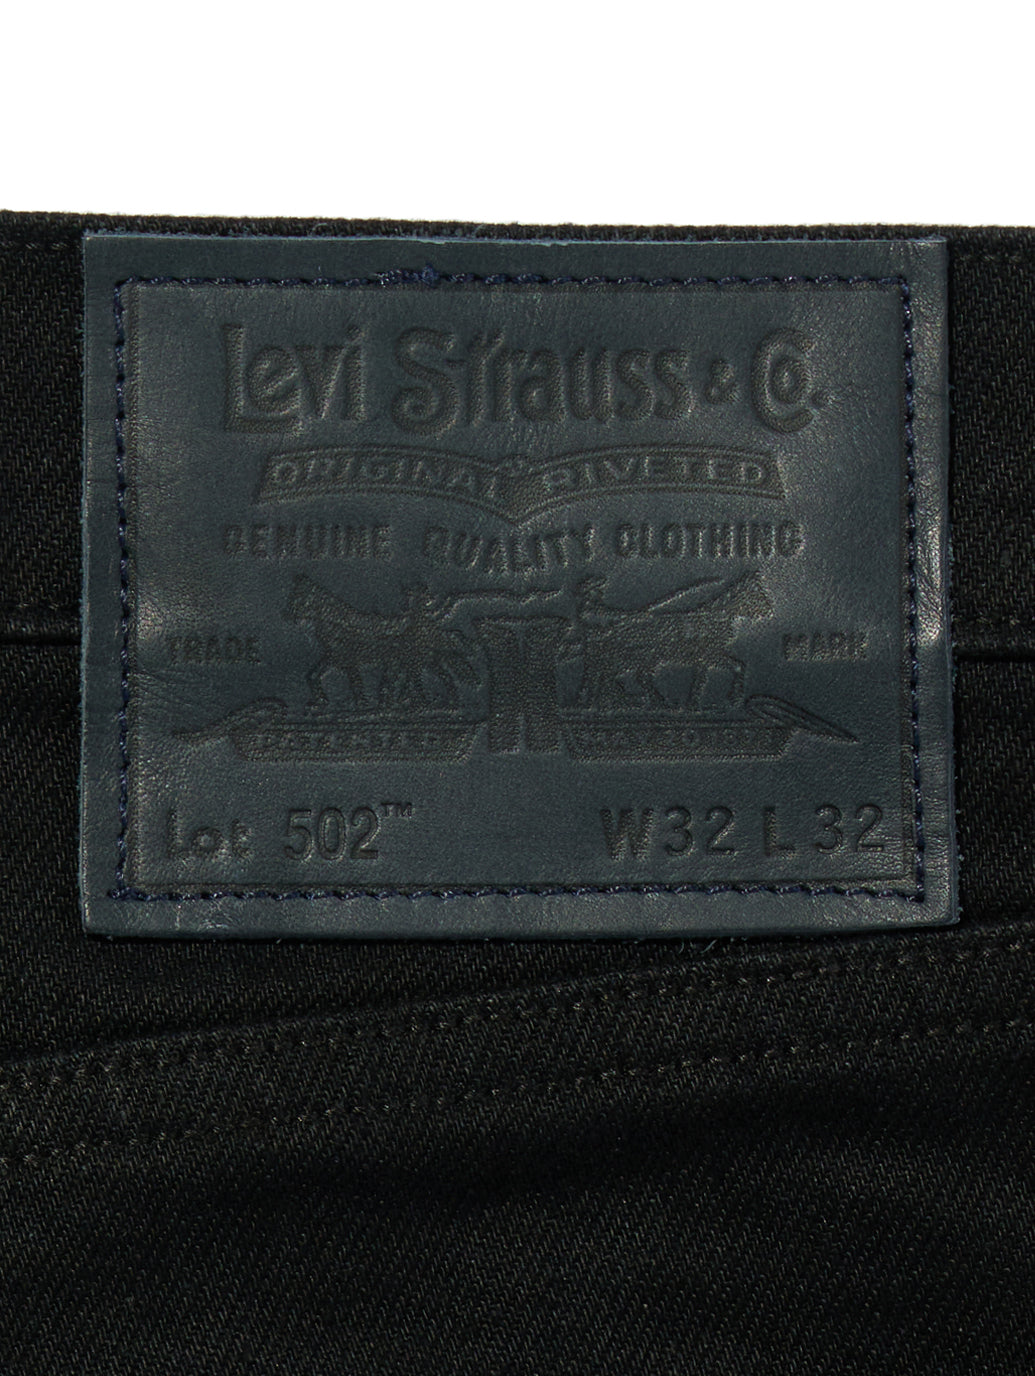 Levi Strauss & Co.
ORIGINAL RIVETED
GENUINE QUALITY CLOTHING
TRADE MARK
Lot 502™ W32 L32